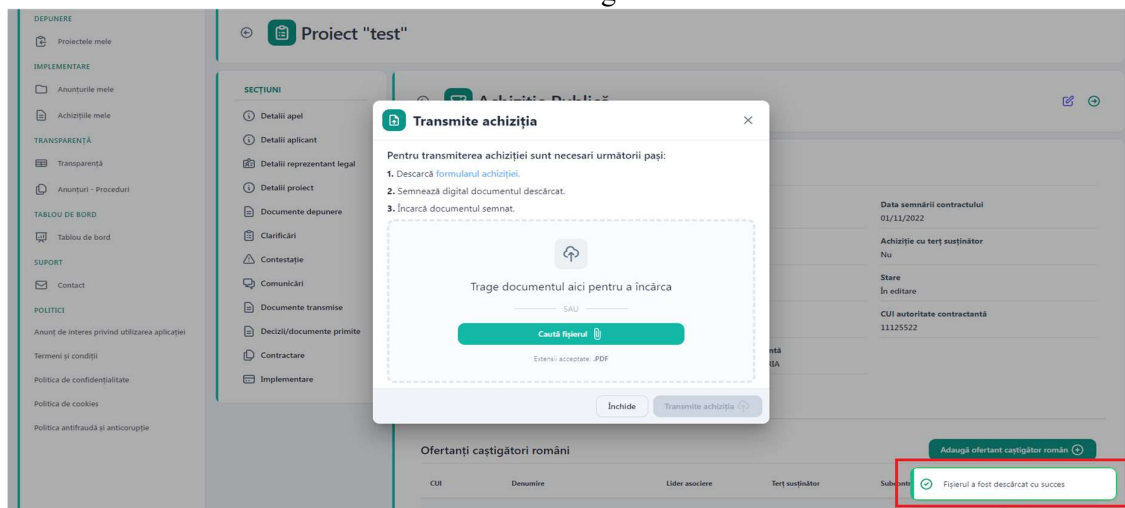 DEPUNERE
Proiectele mele
IMPLEMENTARE
Anunțurile mele
Achizițiile mele
TRANSPARENȚĂ
Transparență
Anunțuri - Proceduri
TABLOU DE BORD
Tablou de bord
SUPORT
Contact
POLITICI
Anunț de interes privind utilizarea aplicației
Termeni și condiții
Politica de confidențialitate
Politica de cookies
Politica antifraudă și anticorupție
Proiect "test"
SECȚIUNI
Detalii apel
Detalii aplicant
Detalii reprezentant legal
Detalii proiect
Documente depunere
Clarificări
Contestație
Comunicări
Documente transmise
Decizii/documente primite
Contractare
Implementare
Transmite achiziția
Pentru transmiterea achiziției sunt necesari următorii pași:
1. Descarcă formularul achiziției.
2. Semnează digital documentul descărcat.
3. Încarcă documentul semnat.
Trage documentul aici pentru a încărca
SAU
Caută fișierul
Extensii acceptate: .PDF
Închide
Transmite achiziția
Data semnării contractului
01/11/2022
Achiziție cu terț susținător
Nu
Stare
În editare
CUI autoritate contractantă
11125522
Ofertanți caștigători români
Adaugă ofertant caștigător român
CUI
Denumire
Lider asociere
Terț susținător
Fișierul a fost descărcat cu succes